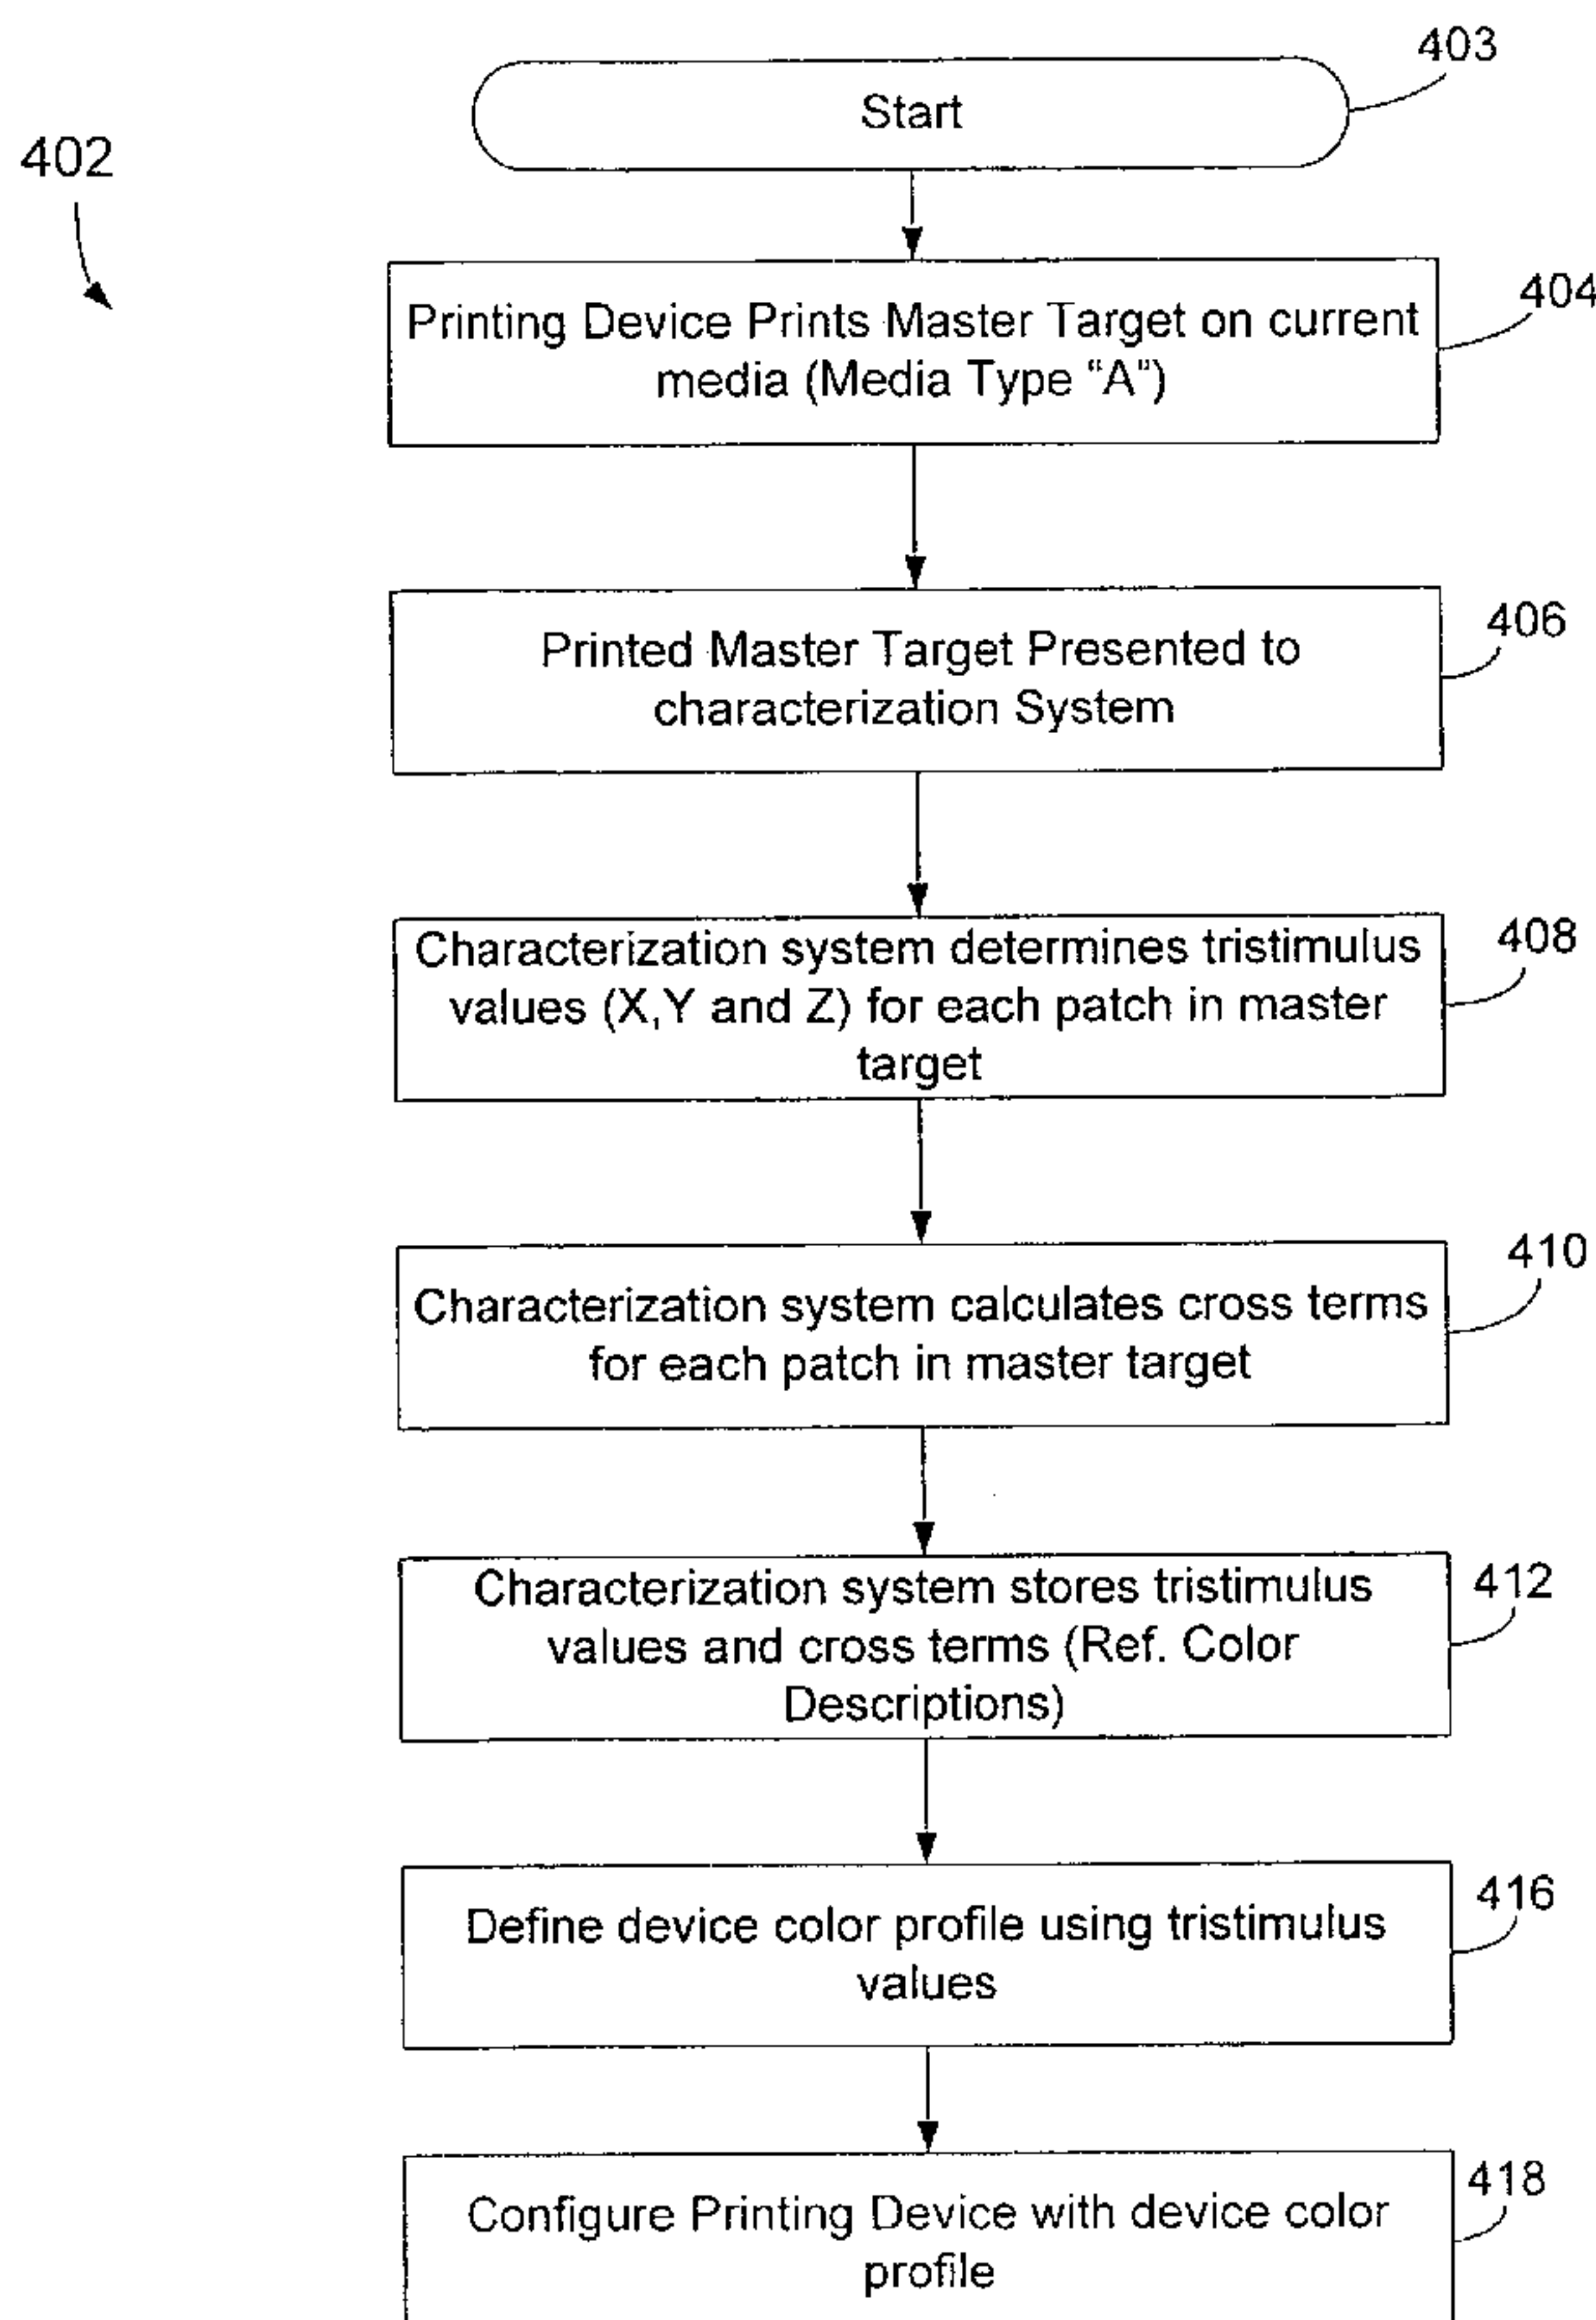 403
Start
402
404
Printing Device Prints Master Target on current
media (Media Type “A”)
406
Printed Master Target Presented to
characterization System
408
Characterization system determines tristimulus
values (X,Y and Z) for each patch in master
target
410
Characterization system calculates cross terms
for each patch in master target
412
Characterization system stores tristimulus
values and cross terms (Ref. Color
Descriptions)
416
Define device color profile using tristimulus
values
418
Configure Printing Device with device color
profile